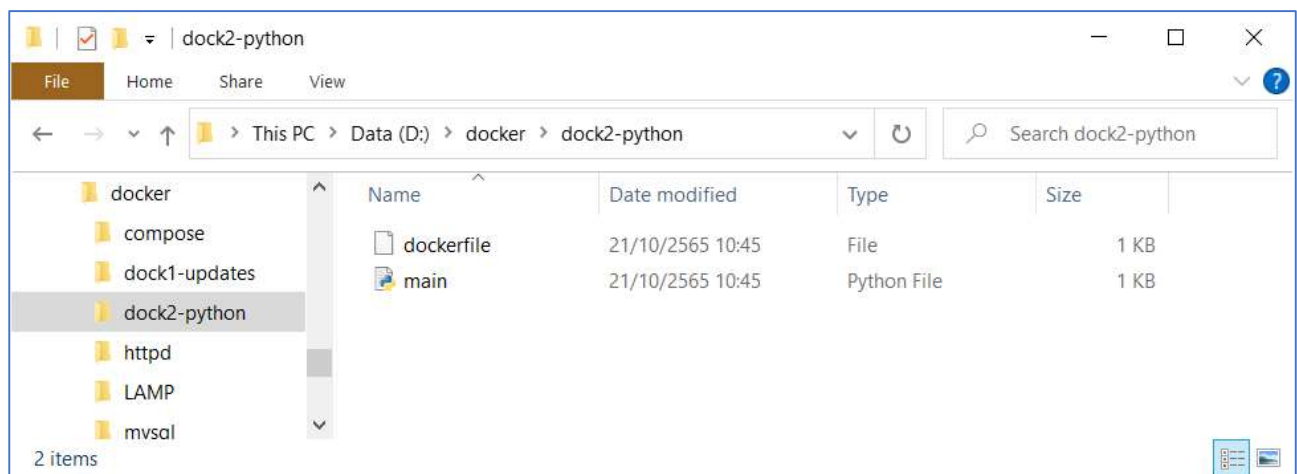 dock2-python
File Home Share View
This PC > Data (D:) > docker > dock2-python
Search dock2-python
docker
compose
dock1-updates
dock2-python
httpd
LAMP
mysql
Name Date modified Type Size
dockerfile 21/10/2565 10:45 File 1 KB
main 21/10/2565 10:45 Python File 1 KB
2 items